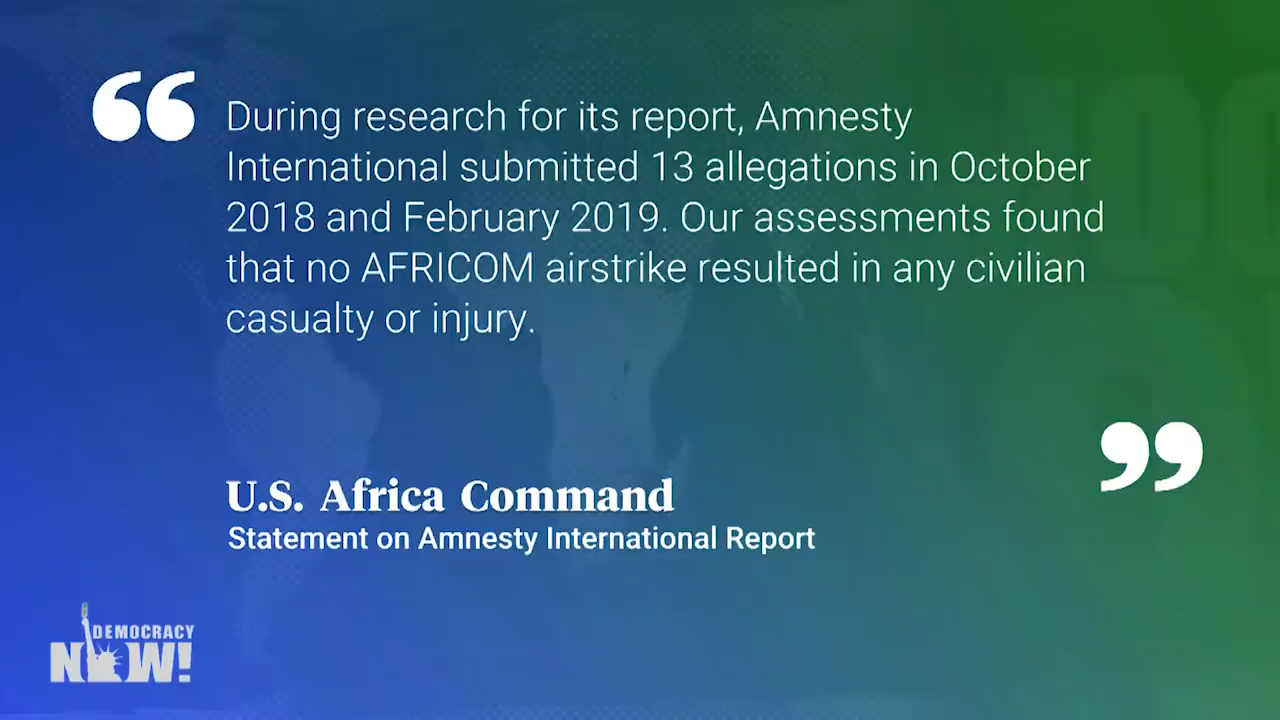 “
During research for its report, Amnesty
International submitted 13 allegations in October
2018 and February 2019. Our assessments found
that no AFRICOM airstrike resulted in any civilian
casualty or injury.
”
U.S. Africa Command
Statement on Amnesty International Report
DEMOCRACY
NOW!